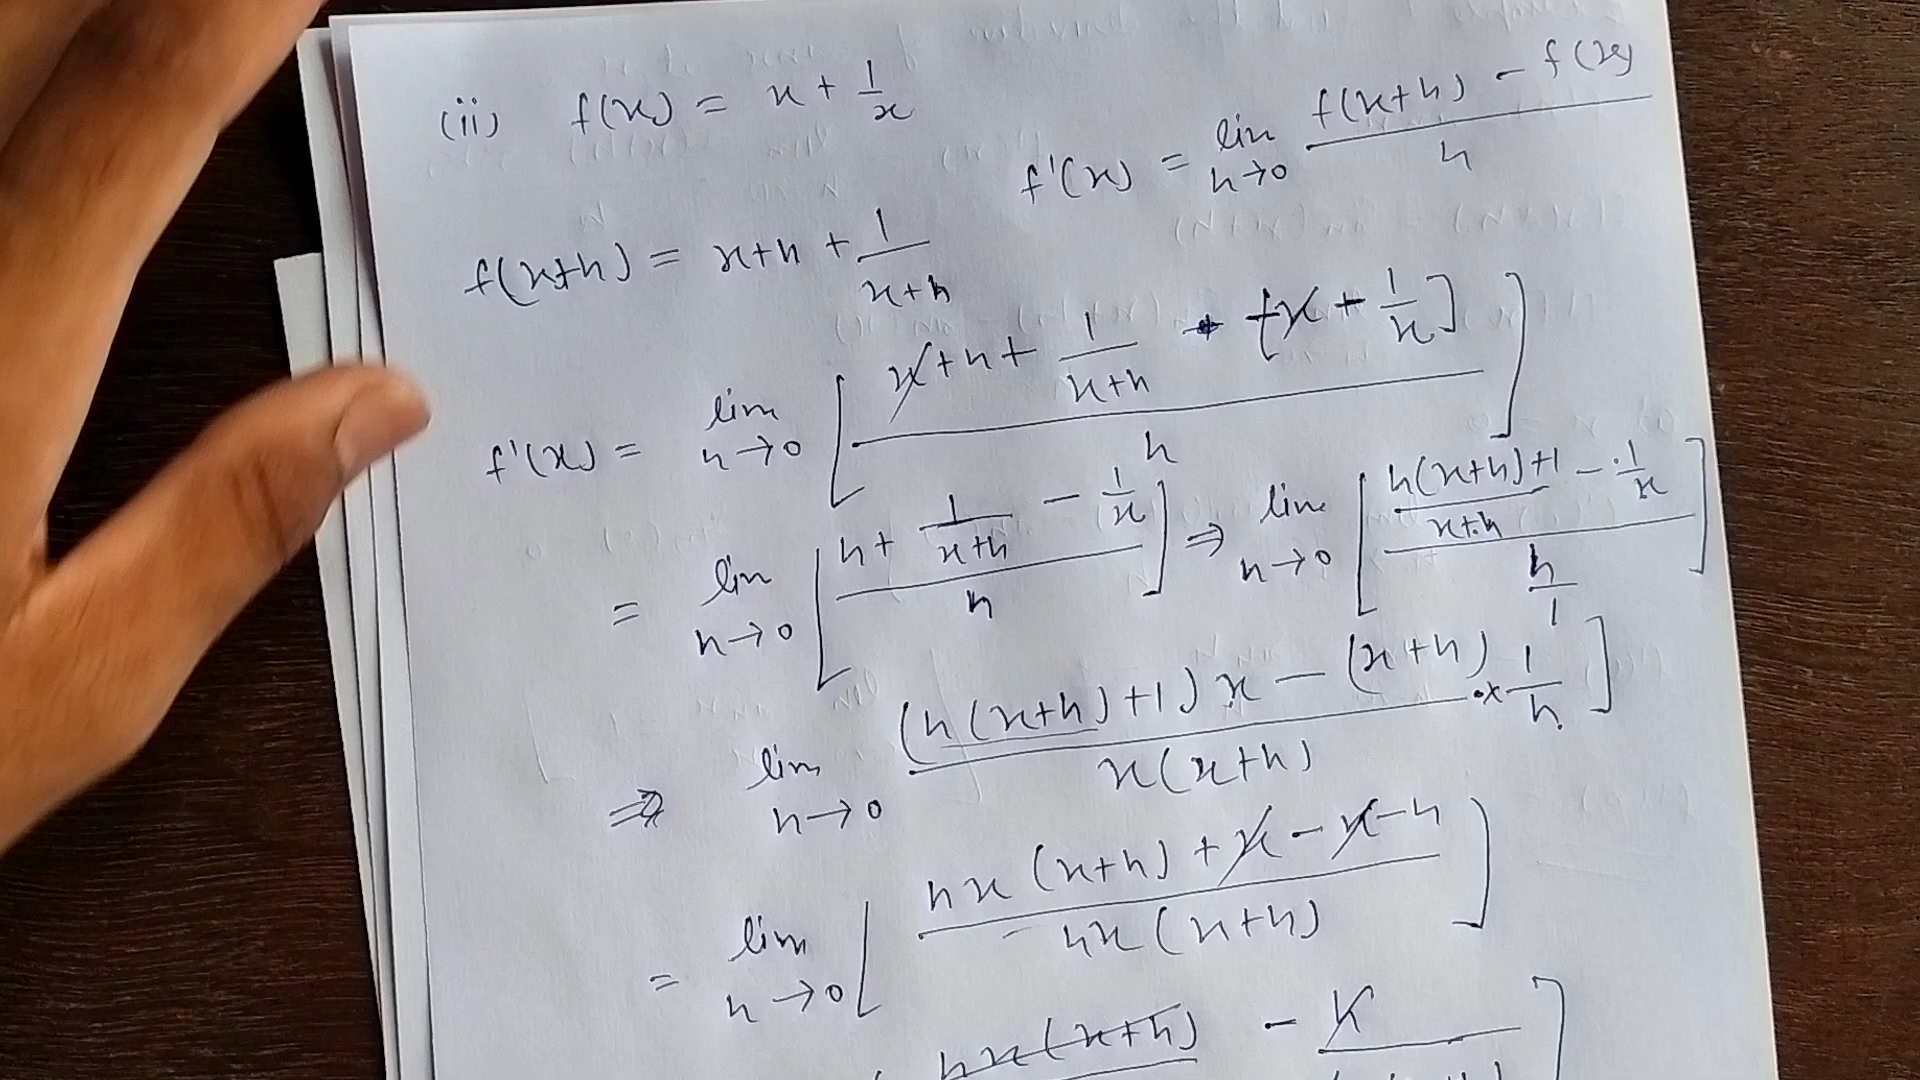 (ii) f(x) = x + 1/x
f'(x) = lim h→0 f(x+h) - f(x) / h
f(x+h) = x+h + 1/x+h
f'(x) = lim h→0 [ x+h+ 1/x+h - [x + 1/x] / h ]
= lim h→0 [ h+ 1/x+h - 1/x / h ] ⇒ lim h→0 [ h(x+h)+1 / x+h - 1/x / h/1 ]
⇒ lim h→0 (h(x+h)+1)x - (x+h) / x(x+h) × 1/h ]
= lim h→0 [ hx(x+h) + x - x - h / hx(x+h) ]
hx(x+h) - h ]